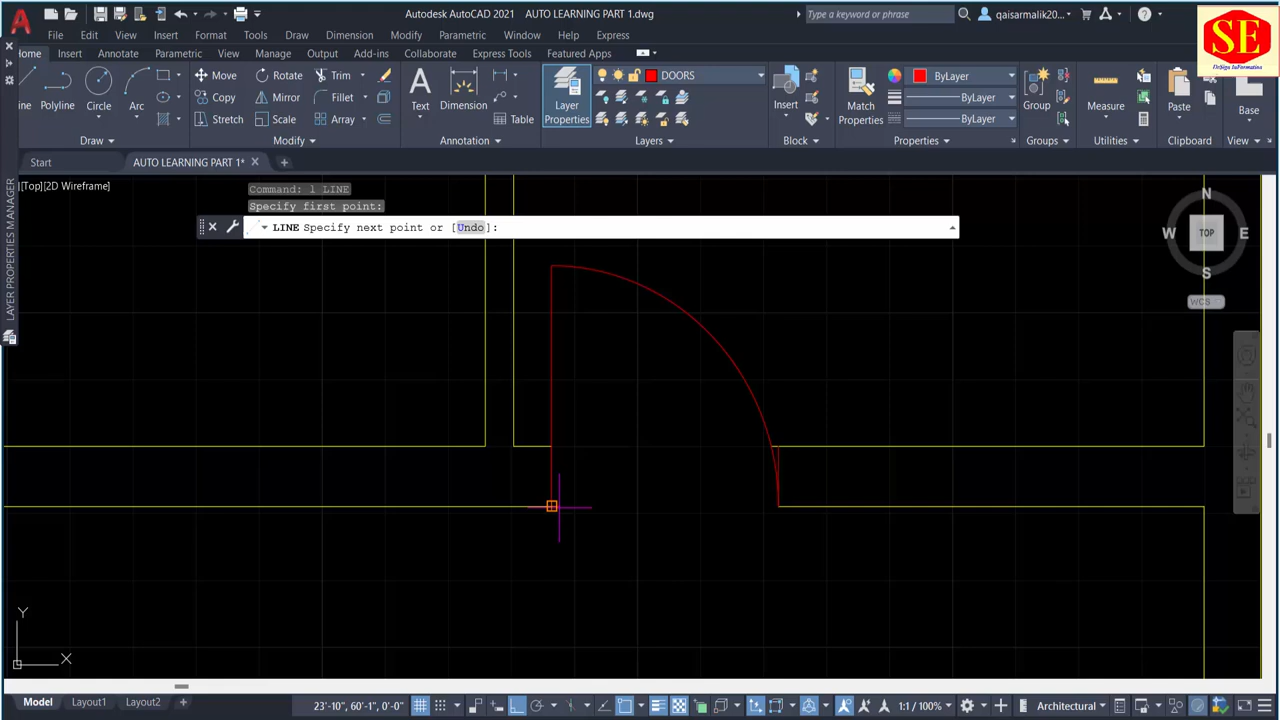 Autodesk AutoCAD 2021 AUTO LEARNING PART 1.dwg
Type a keyword or phrase
qaisarmalik20...
SE
DeSign InFormatino
File Edit View Insert Format Tools Draw Dimension Modify Parametric Window Help Express
Home Insert Annotate Parametric View Manage Output Add-ins Collaborate Express Tools Featured Apps
Move Rotate Trim DOORS ByLayer
Polyline Circle Arc Copy Mirror Fillet Text Dimension Layer Properties Insert Match Properties ByLayer Group Measure Paste Base
Stretch Scale Array Table ByLayer
Draw Modify Annotation Layers Block Properties Groups Utilities Clipboard View
Start AUTO LEARNING PART 1*
[Top][2D Wireframe]
Command: l LINE
Specify first point:
LINE Specify next point or [Undo]:
LAYER PROPERTIES MANAGER
N
W TOP E
S
WCS
Y
X
Model Layout1 Layout2 23'-10", 60'-1", 0'-0" 1:1 / 100% Architectural